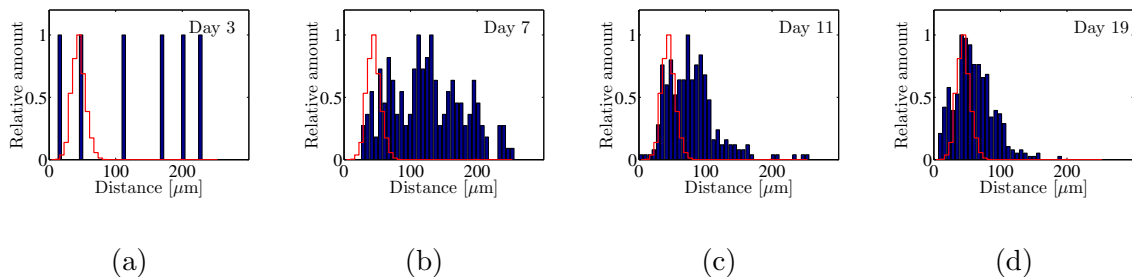 Day 3
Relative amount
1
0.5
0
0
100
200
Distance [μm]
(a)
Day 7
Relative amount
1
0.5
0
0
100
200
Distance [μm]
(b)
Day 11
Relative amount
1
0.5
0
0
100
200
Distance [μm]
(c)
Day 19
Relative amount
1
0.5
0
0
100
200
Distance [μm]
(d)